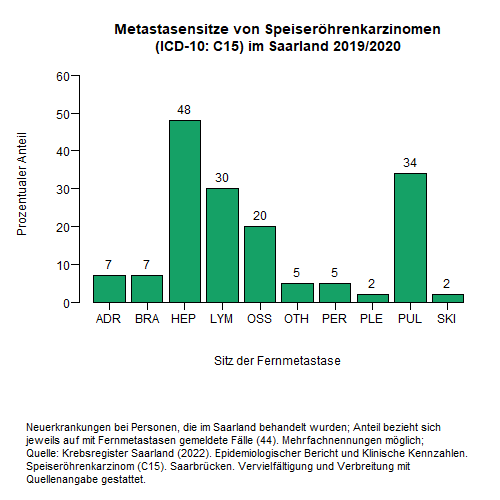 Metastasensitze von Speiseröhrenkarzinomen
(ICD-10: C15) im Saarland 2019/2020
Prozentualer Anteil
60
50
40
30
20
10
0
7
7
48
30
20
5
5
2
34
2
ADR BRA HEP LYM OSS OTH PER PLE PUL SKI
Sitz der Fernmetastase
Neuerkrankungen bei Personen, die im Saarland behandelt wurden; Anteil bezieht sich
jeweils auf mit Fernmetastasen gemeldete Fälle (44). Mehrfachnennungen möglich;
Quelle: Krebsregister Saarland (2022). Epidemiologischer Bericht und Klinische Kennzahlen.
Speiseröhrenkarzinom (C15). Saarbrücken. Vervielfältigung und Verbreitung mit
Quellenangabe gestattet.